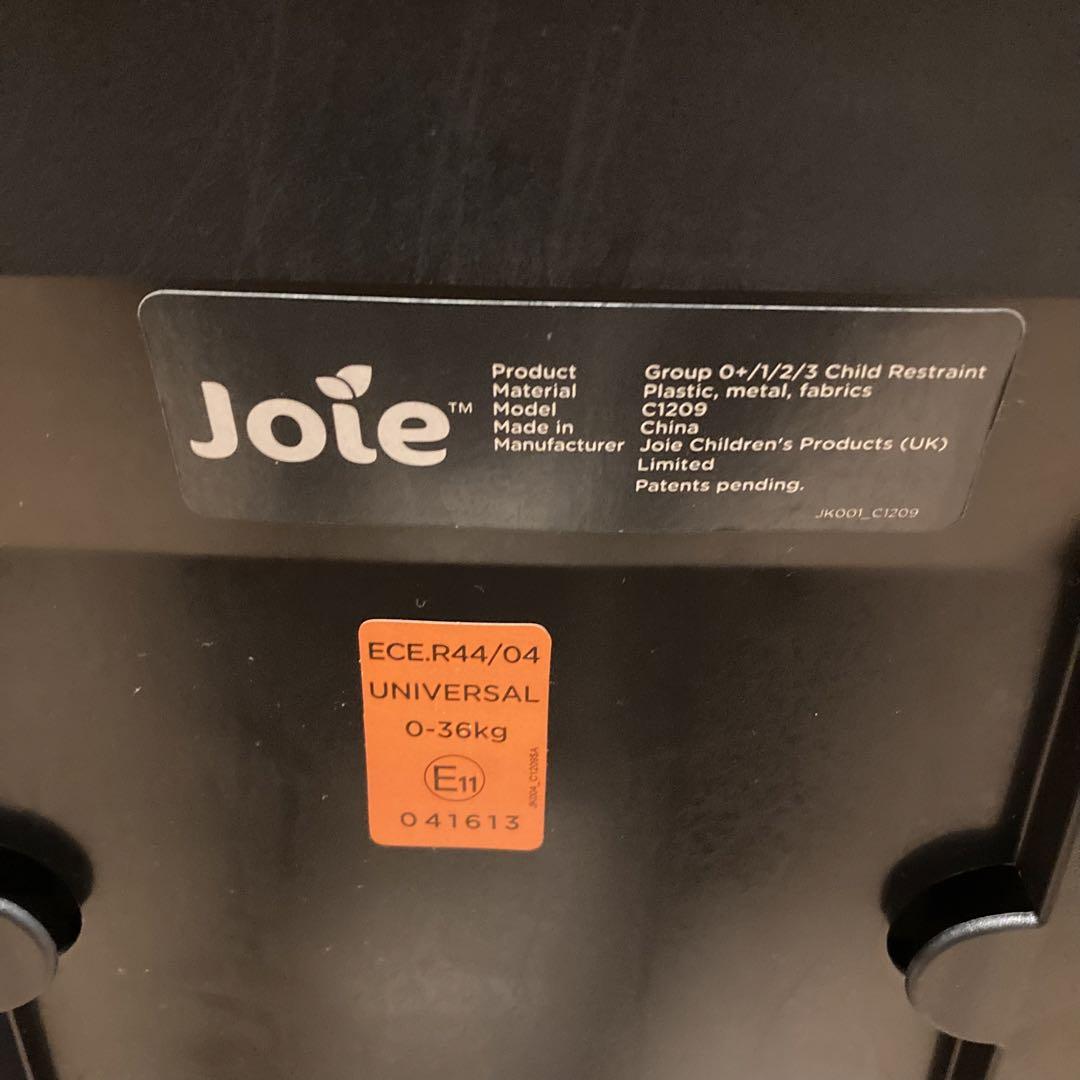 Joie™
Product Group 0+/1/2/3 Child Restraint
Material Plastic, metal, fabrics
Model C1209
Made in China
Manufacturer Joie Children's Products (UK)
Limited
Patents pending.
JK001_C1209
ECE.R44/04
UNIVERSAL
0-36kg
E11
041613